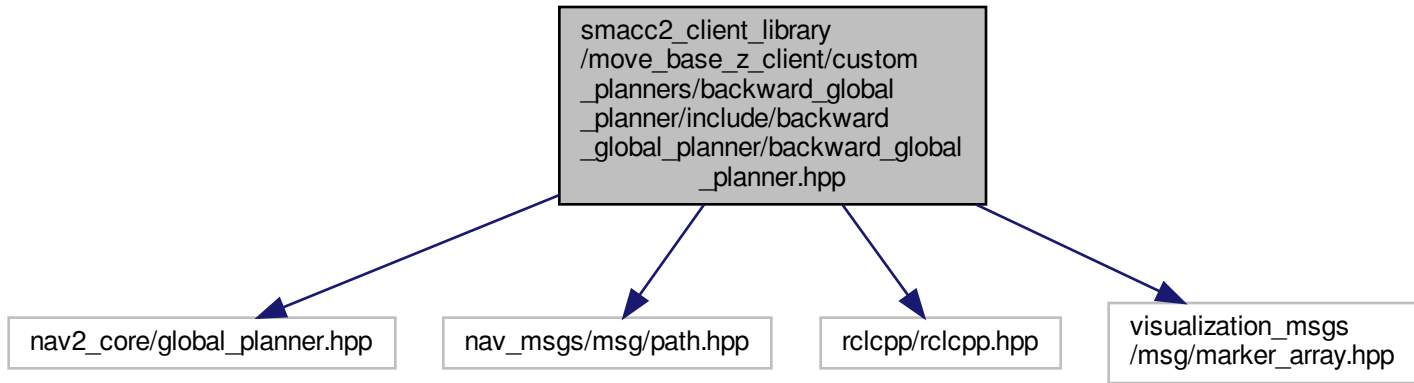 smacc2_client_library
/move_base_z_client/custom
_planners/backward_global
_planner/include/backward
_global_planner/backward_global
_planner.hpp
nav2_core/global_planner.hpp
nav_msgs/msg/path.hpp
rclcpp/rclcpp.hpp
visualization_msgs
/msg/marker_array.hpp